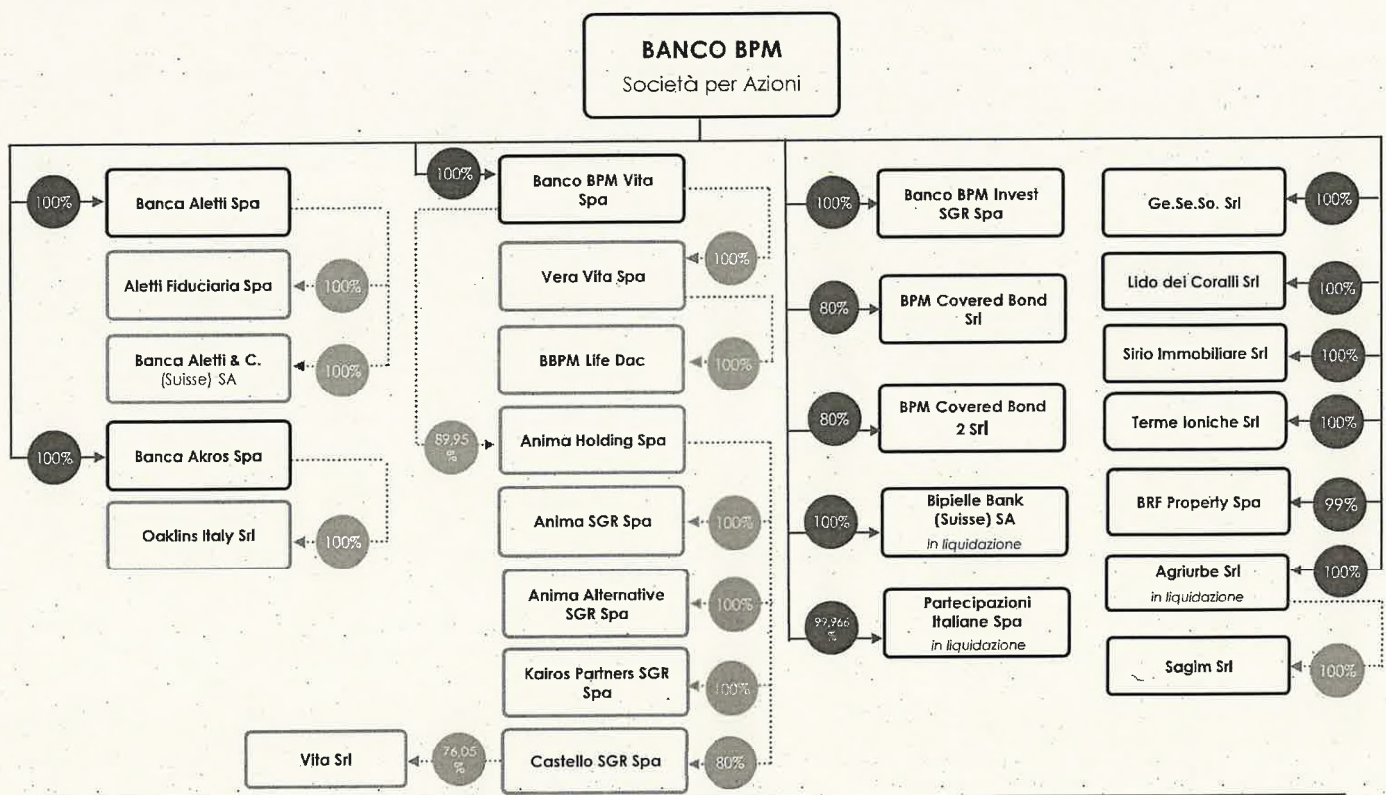 BANCO BPM
Società per Azioni
100%
Banca Aletti Spa
Aletti Fiduciaria Spa
100%
Banca Aletti & C.
(Suisse) SA
100%
100%
Banca Akros Spa
Oaklins Italy Srl
100%
100%
Banco BPM Vita
Spa
Vera Vita Spa
100%
BBPM Life Dac
100%
89,95
%
Anima Holding Spa
Anima SGR Spa
100%
Anima Alternative
SGR Spa
100%
Kairos Partners SGR
Spa
100%
Vita Srl
76,05
%
Castello SGR Spa
80%
100%
Banco BPM Invest
SGR Spa
80%
BPM Covered Bond
Srl
80%
BPM Covered Bond
2 Srl
100%
Bipielle Bank
(Suisse) SA
in liquidazione
99,966
%
Partecipazioni
Italiane Spa
in liquidazione
Ge.Se.So. Srl
100%
Lido dei Coralli Srl
100%
Sirio Immobiliare Srl
100%
Terme Ioniche Srl
100%
BRF Property Spa
99%
Agriurbe Srl
in liquidazione
100%
Sagim Srl
100%